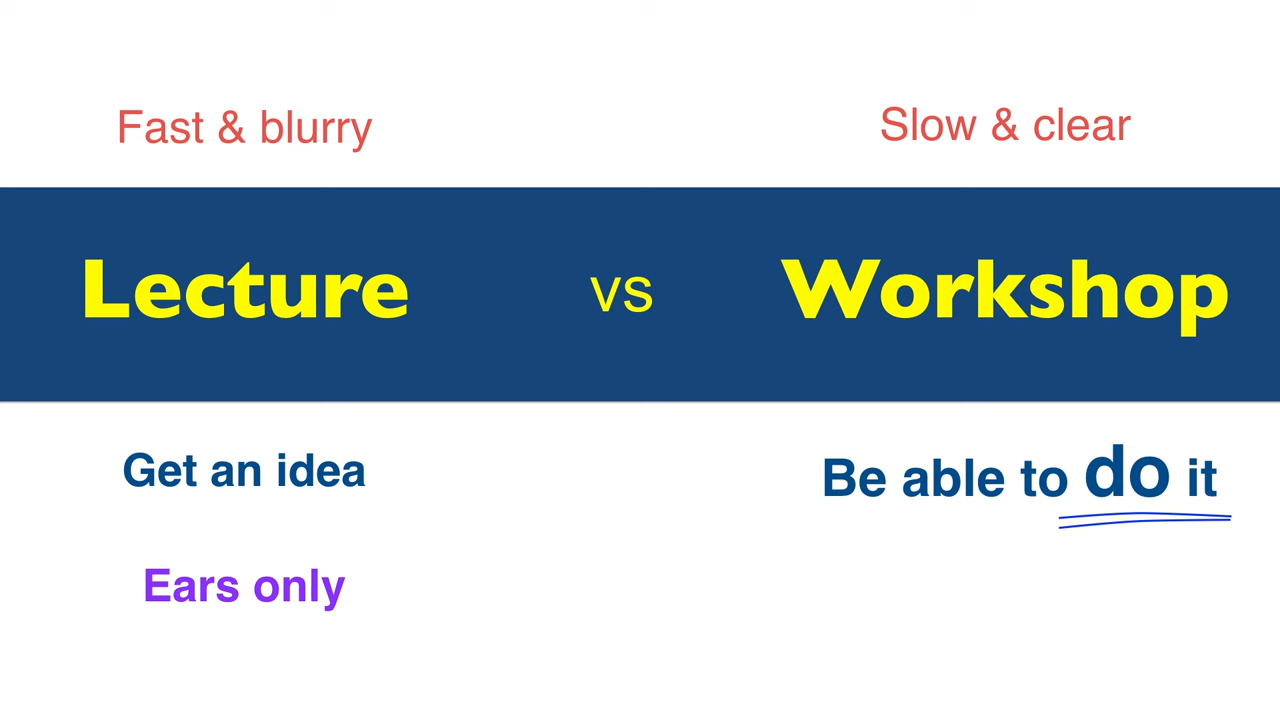 Fast & blurry
Slow & clear
Lecture vs Workshop
Get an idea
Be able to do it
Ears only